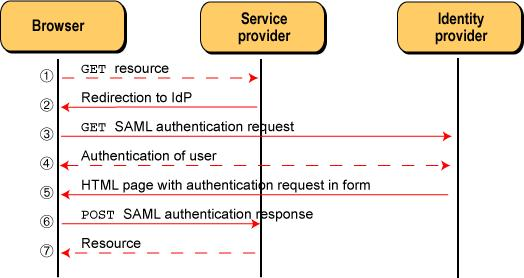 Browser
Service
provider
Identity
provider
① GET resource
② Redirection to IdP
③ GET SAML authentication request
④ Authentication of user
⑤ HTML page with authentication request in form
⑥ POST SAML authentication response
⑦ Resource